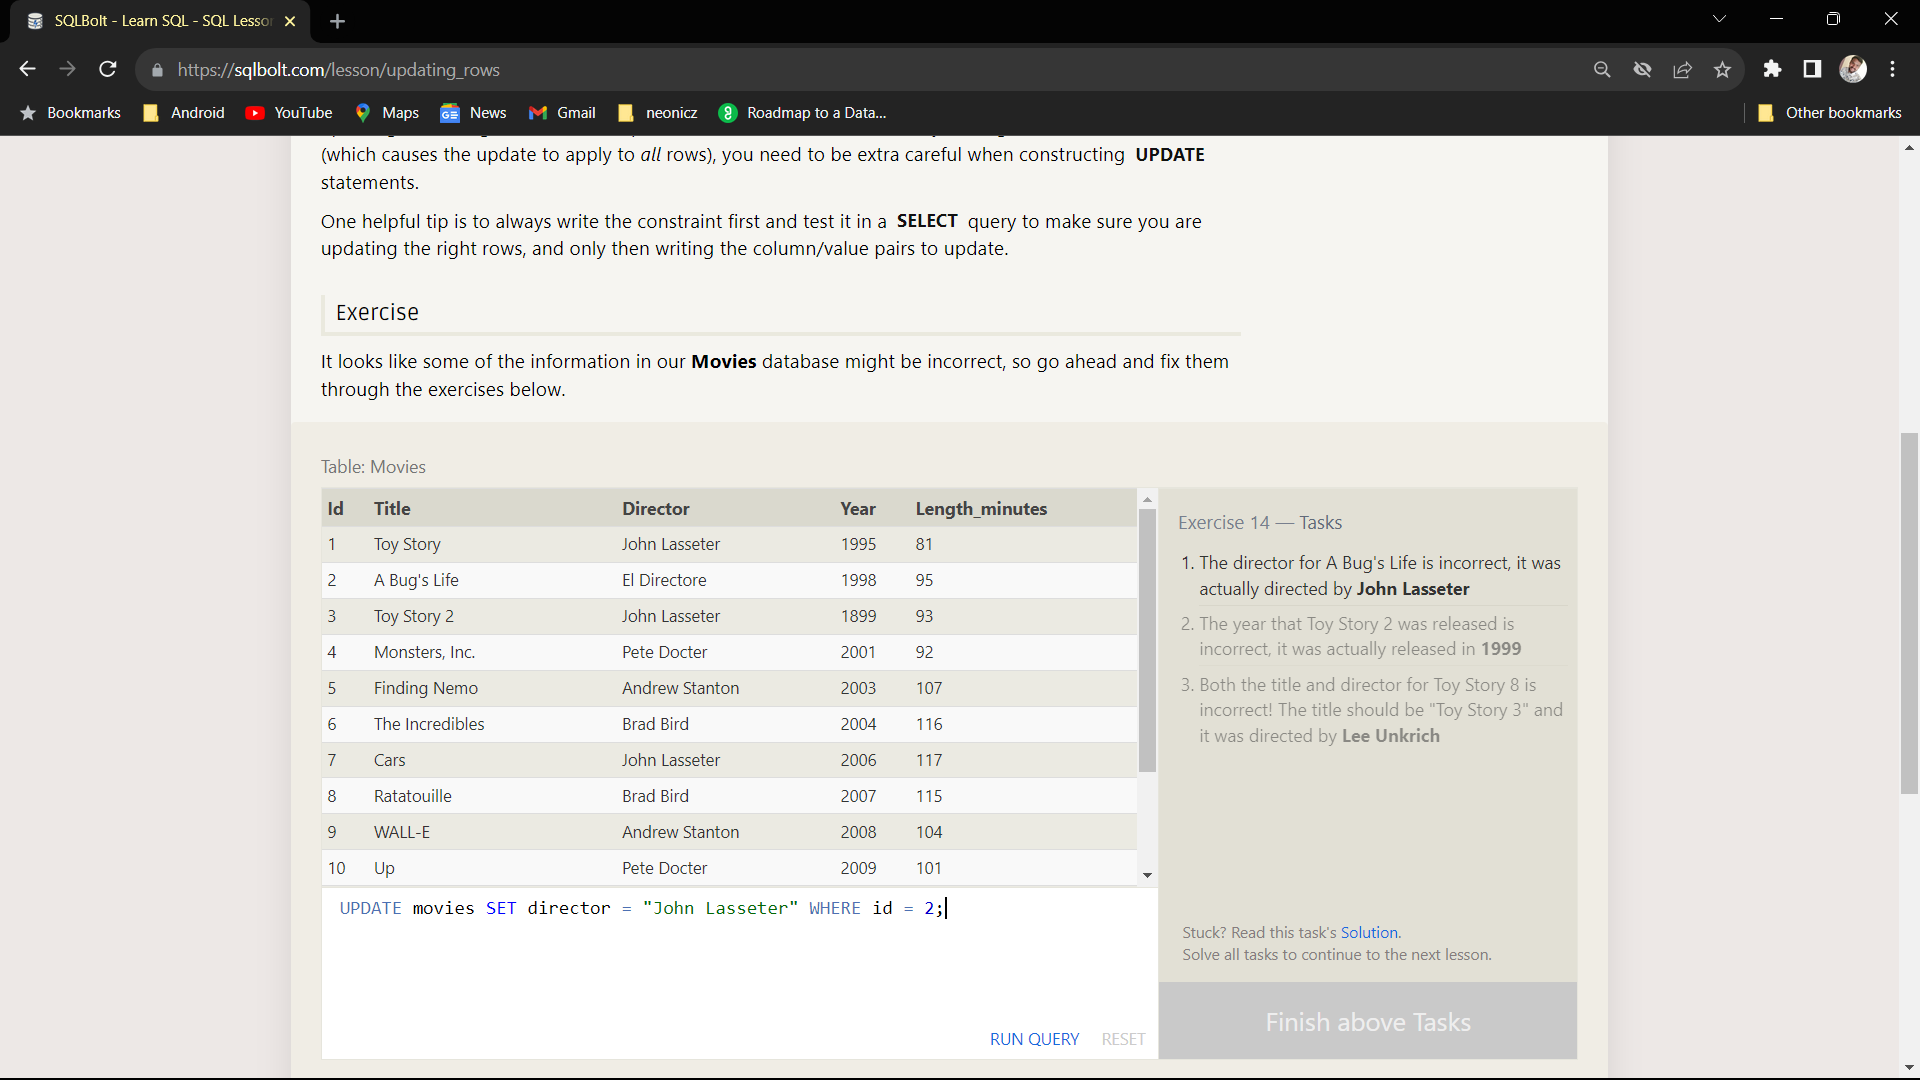 SQLBolt - Learn SQL - SQL Lesso
https://sqlbolt.com/lesson/updating_rows
Bookmarks Android YouTube Maps News Gmail neonicz Roadmap to a Data... Other bookmarks
(which causes the update to apply to all rows), you need to be extra careful when constructing UPDATE
statements.
One helpful tip is to always write the constraint first and test it in a SELECT query to make sure you are
updating the right rows, and only then writing the column/value pairs to update.
Exercise
It looks like some of the information in our Movies database might be incorrect, so go ahead and fix them
through the exercises below.
Table: Movies
Id Title Director Year Length_minutes
1 Toy Story John Lasseter 1995 81
2 A Bug's Life El Directore 1998 95
3 Toy Story 2 John Lasseter 1899 93
4 Monsters, Inc. Pete Docter 2001 92
5 Finding Nemo Andrew Stanton 2003 107
6 The Incredibles Brad Bird 2004 116
7 Cars John Lasseter 2006 117
8 Ratatouille Brad Bird 2007 115
9 WALL-E Andrew Stanton 2008 104
10 Up Pete Docter 2009 101
UPDATE movies SET director = "John Lasseter" WHERE id = 2;
RUN QUERY RESET
Exercise 14 — Tasks
1. The director for A Bug's Life is incorrect, it was
actually directed by John Lasseter
2. The year that Toy Story 2 was released is
incorrect, it was actually released in 1999
3. Both the title and director for Toy Story 8 is
incorrect! The title should be "Toy Story 3" and
it was directed by Lee Unkrich
Stuck? Read this task's Solution.
Solve all tasks to continue to the next lesson.
Finish above Tasks